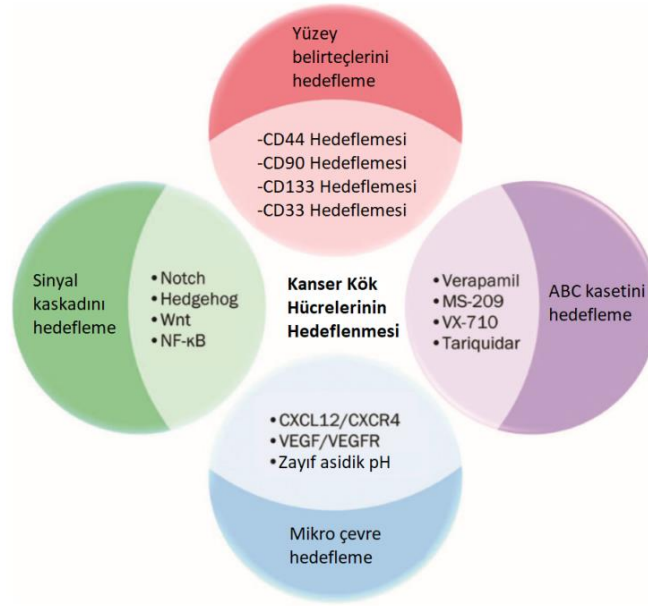 Yüzey
belirteçlerini
hedefleme
-CD44 Hedeflemesi
-CD90 Hedeflemesi
-CD133 Hedeflemesi
-CD33 Hedeflemesi
Sinyal
kaskadını
hedefleme
•Notch
•Hedgehog
•Wnt
•NF-κB
Kanser Kök
Hücrelerinin
Hedeflenmesi
•Verapamil
•MS-209
•VX-710
•Tariquidar
ABC kasetini
hedefleme
•CXCL12/CXCR4
•VEGF/VEGFR
•Zayıf asidik pH
Mikro çevre
hedefleme